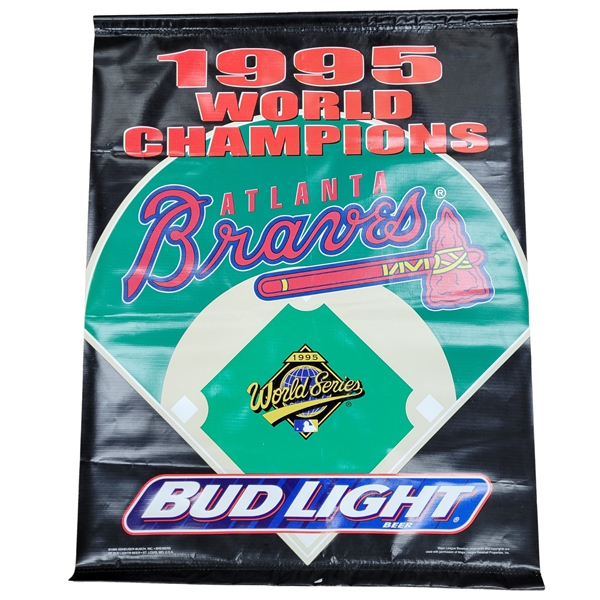 1995
WORLD
CHAMPIONS
ATLANTA
Braves®
1995
World Series
®
BUD LIGHT®
BEER